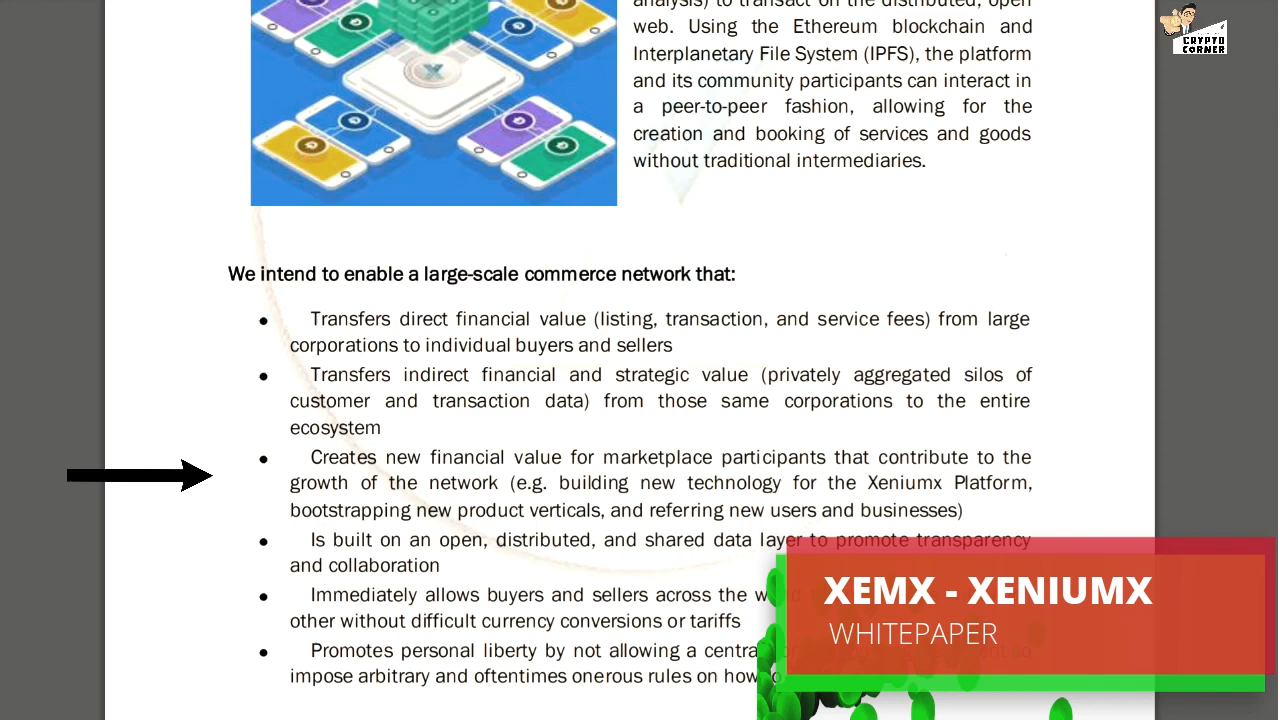 analysis) to transact on the distributed, open
web. Using the Ethereum blockchain and
Interplanetary File System (IPFS), the platform
and its community participants can interact in
a peer-to-peer fashion, allowing for the
creation and booking of services and goods
without traditional intermediaries.
CRYPTO
CORNER
We intend to enable a large-scale commerce network that:
● Transfers direct financial value (listing, transaction, and service fees) from large
corporations to individual buyers and sellers
● Transfers indirect financial and strategic value (privately aggregated silos of
customer and transaction data) from those same corporations to the entire
ecosystem
● Creates new financial value for marketplace participants that contribute to the
growth of the network (e.g. building new technology for the Xeniumx Platform,
bootstrapping new product verticals, and referring new users and businesses)
● Is built on an open, distributed, and shared data layer to promote transparency
and collaboration
● Immediately allows buyers and sellers across the
other without difficult currency conversions or tariffs
● Promotes personal liberty by not allowing a
impose arbitrary and oftentimes onerous rules on how
XEMX - XENIUMX
WHITEPAPER